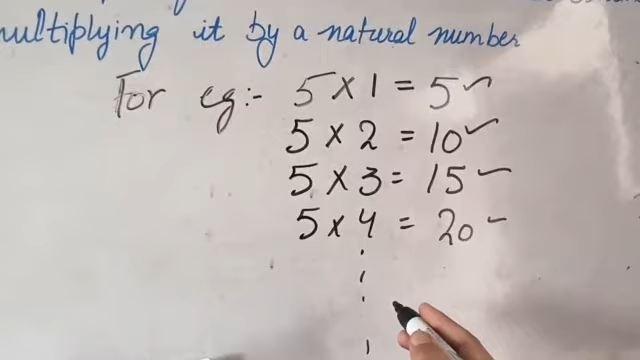 multiplying it by a natural number
For eg:- 5 × 1 = 5
5 × 2 = 10
5 × 3 = 15
5 × 4 = 20